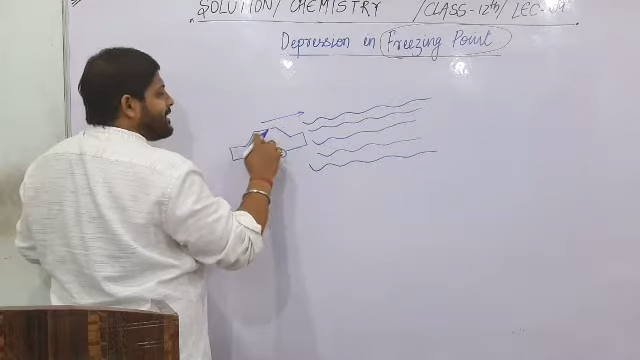 SOLUTION/ CHEMISTRY /CLASS-12th/ LEC-
Depression in Freezing Point